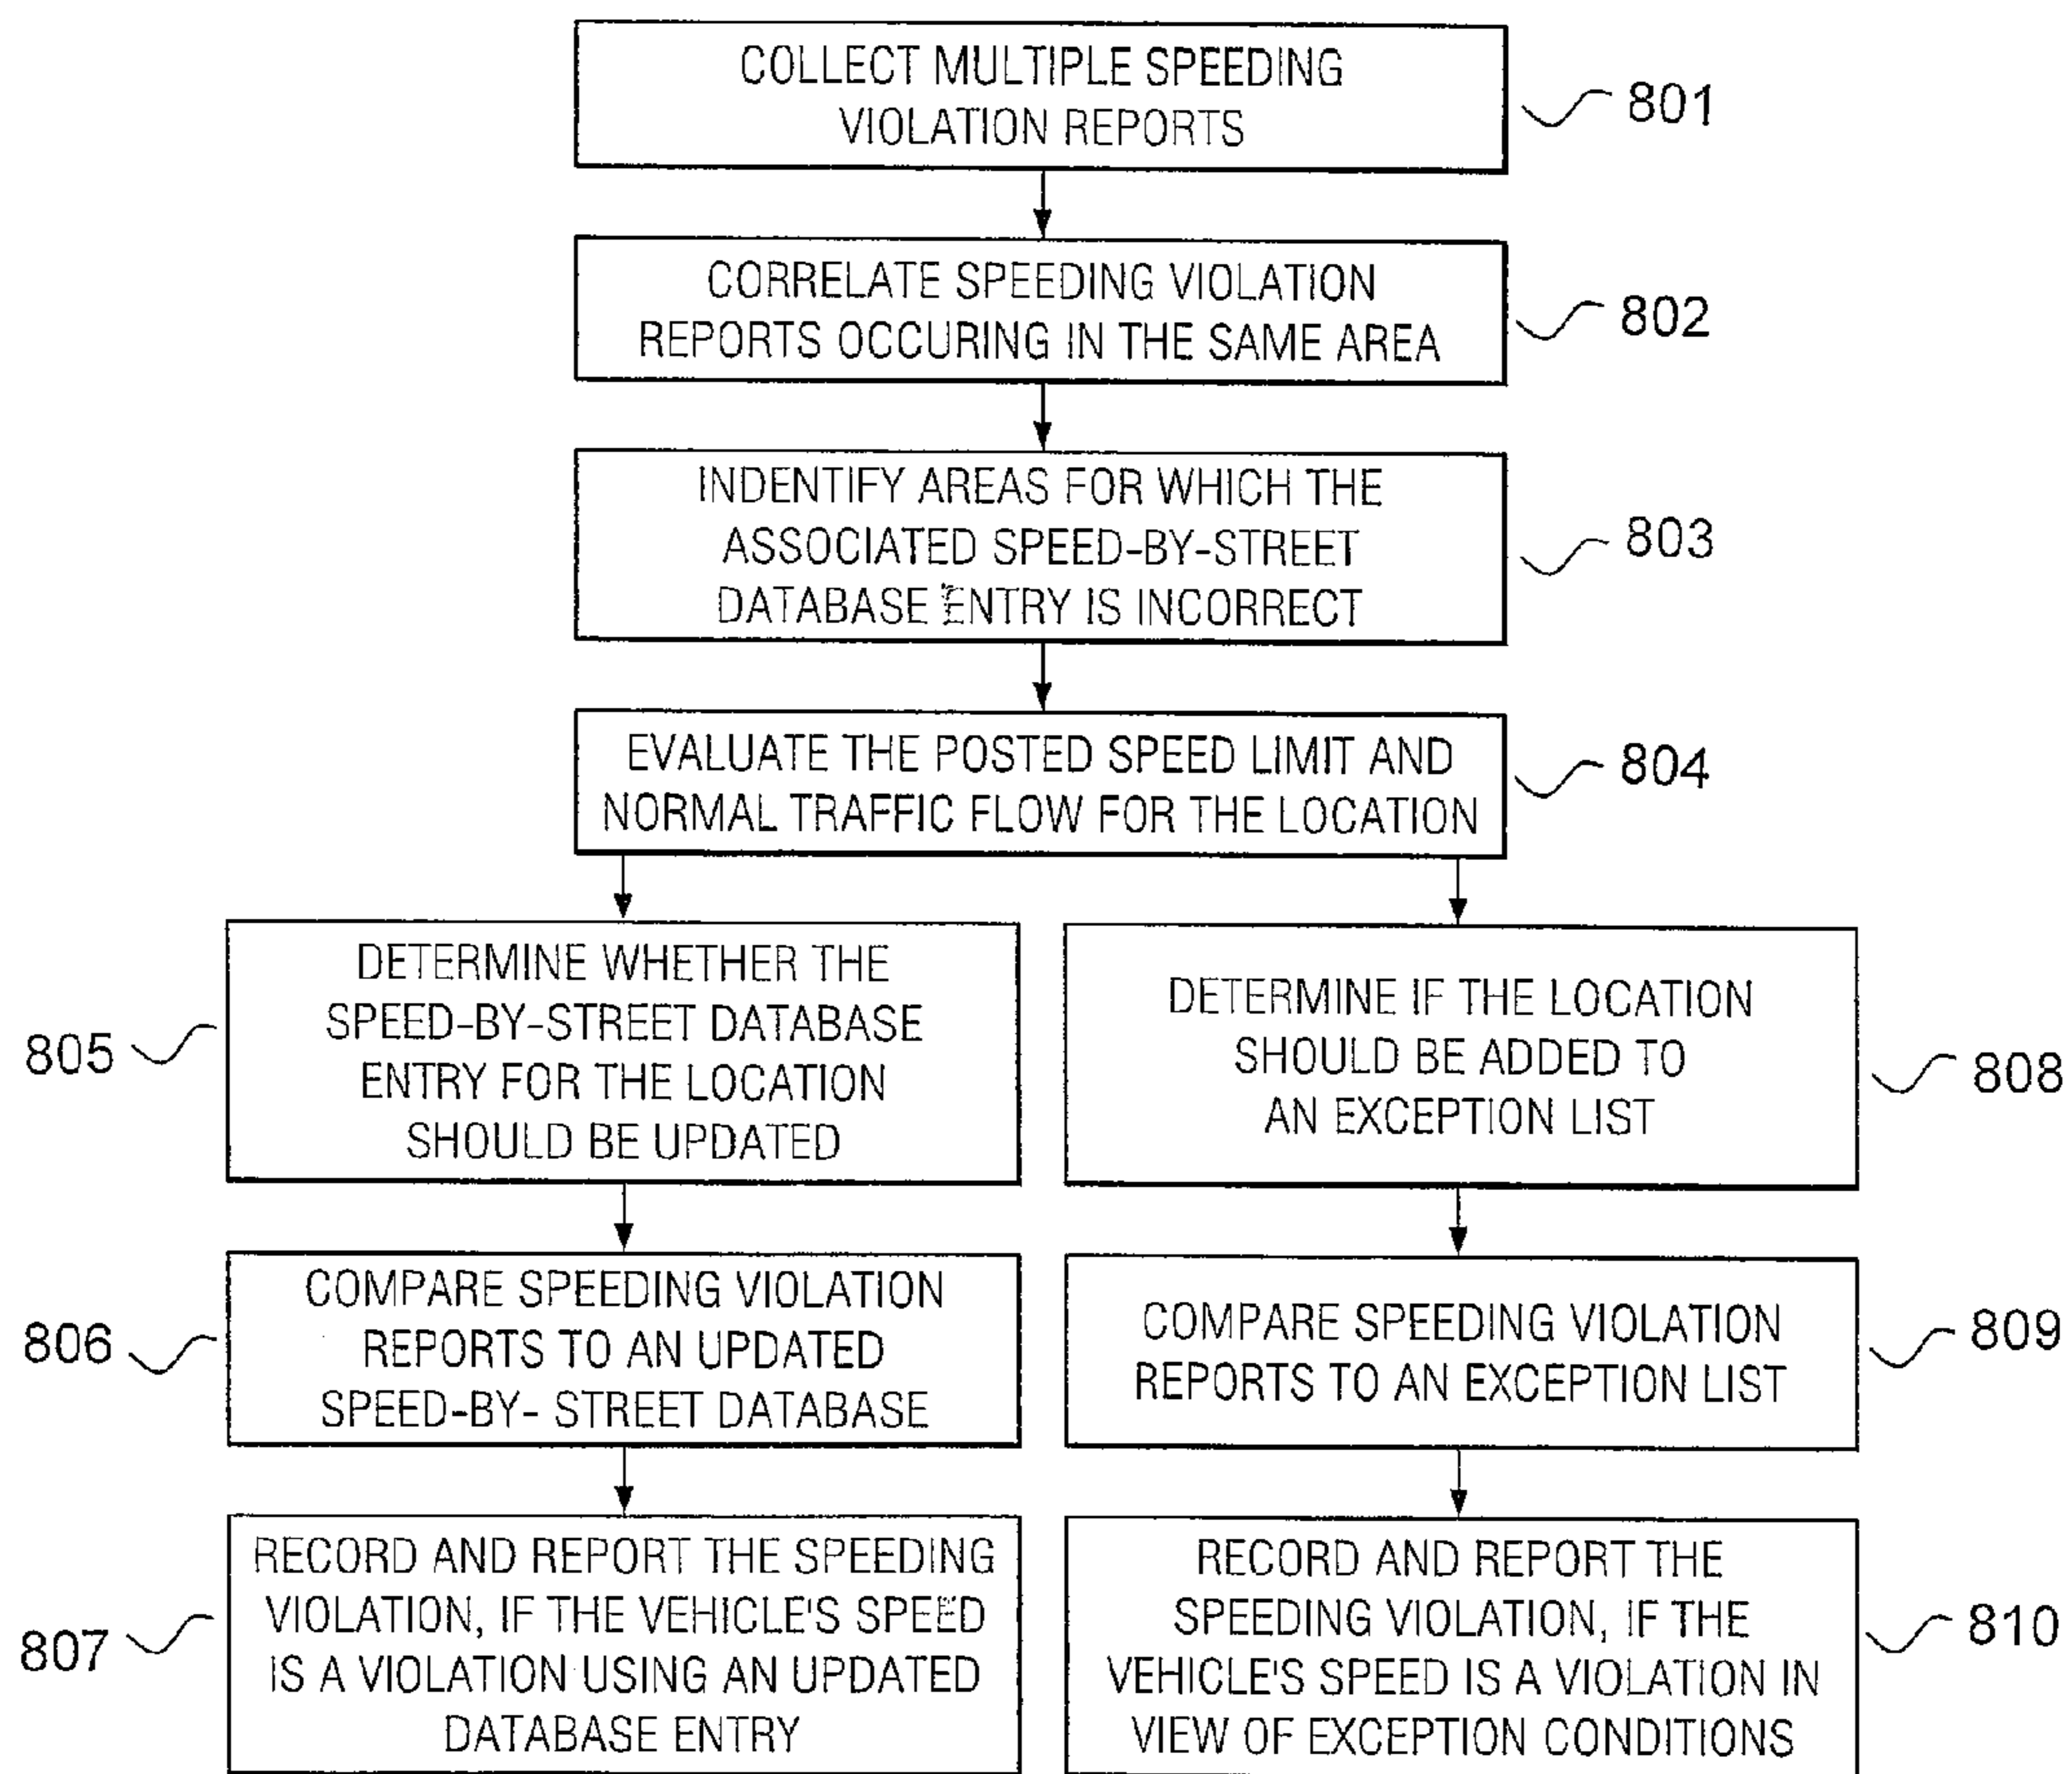 COLLECT MULTIPLE SPEEDING
VIOLATION REPORTS
801
CORRELATE SPEEDING VIOLATION
REPORTS OCCURING IN THE SAME AREA
802
INDENTIFY AREAS FOR WHICH THE
ASSOCIATED SPEED-BY-STREET
DATABASE ENTRY IS INCORRECT
803
EVALUATE THE POSTED SPEED LIMIT AND
NORMAL TRAFFIC FLOW FOR THE LOCATION
804
DETERMINE WHETHER THE
SPEED-BY-STREET DATABASE
ENTRY FOR THE LOCATION
SHOULD BE UPDATED
805
DETERMINE IF THE LOCATION
SHOULD BE ADDED TO
AN EXCEPTION LIST
808
COMPARE SPEEDING VIOLATION
REPORTS TO AN UPDATED
SPEED-BY- STREET DATABASE
806
COMPARE SPEEDING VIOLATION
REPORTS TO AN EXCEPTION LIST
809
RECORD AND REPORT THE SPEEDING
VIOLATION, IF THE VEHICLE'S SPEED
IS A VIOLATION USING AN UPDATED
DATABASE ENTRY
807
RECORD AND REPORT THE
SPEEDING VIOLATION, IF THE
VEHICLE'S SPEED IS A VIOLATION IN
VIEW OF EXCEPTION CONDITIONS
810